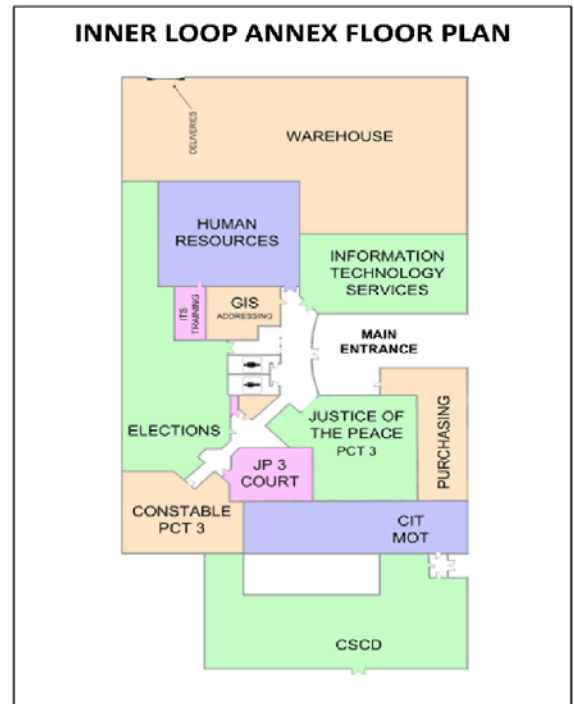 INNER LOOP ANNEX FLOOR PLAN
DELIVERIES
WAREHOUSE
HUMAN
RESOURCES
INFORMATION
TECHNOLOGY
SERVICES
ITS
TRAINING
GIS
ADDRESSING
MAIN
ENTRANCE
ELECTIONS
JUSTICE OF
THE PEACE
PCT 3
PURCHASING
JP 3
COURT
CONSTABLE
PCT 3
CIT
MOT
CSCD